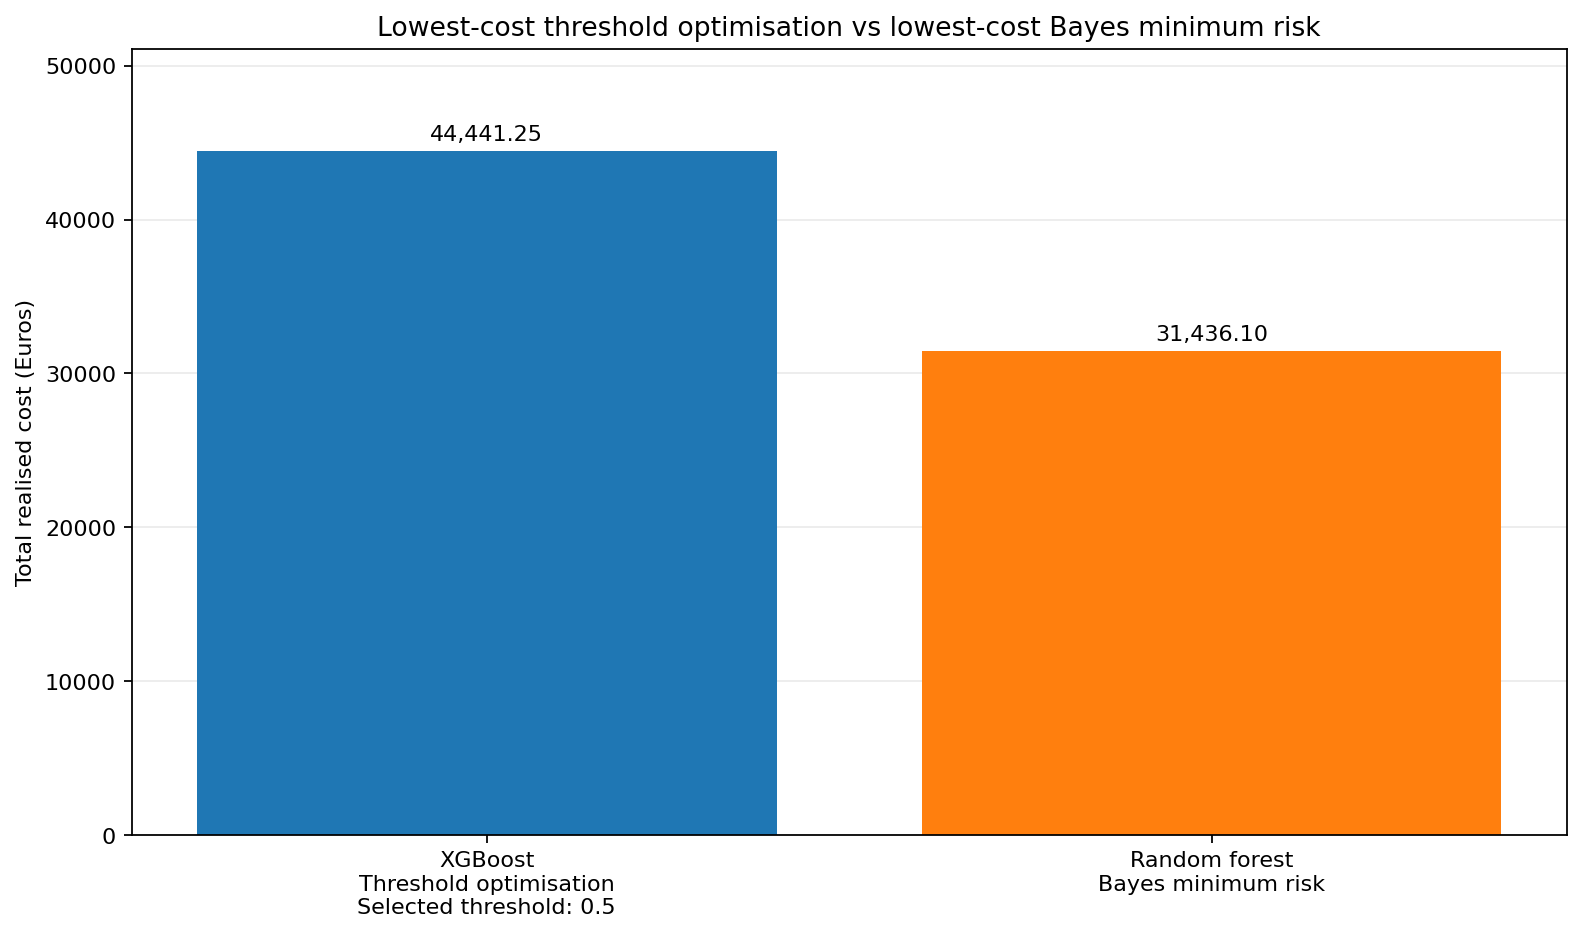 Lowest-cost threshold optimisation vs lowest-cost Bayes minimum risk
Total realised cost (Euros)
50000
40000
30000
20000
10000
0
44,441.25
31,436.10
XGBoost
Threshold optimisation
Selected threshold: 0.5
Random forest
Bayes minimum risk